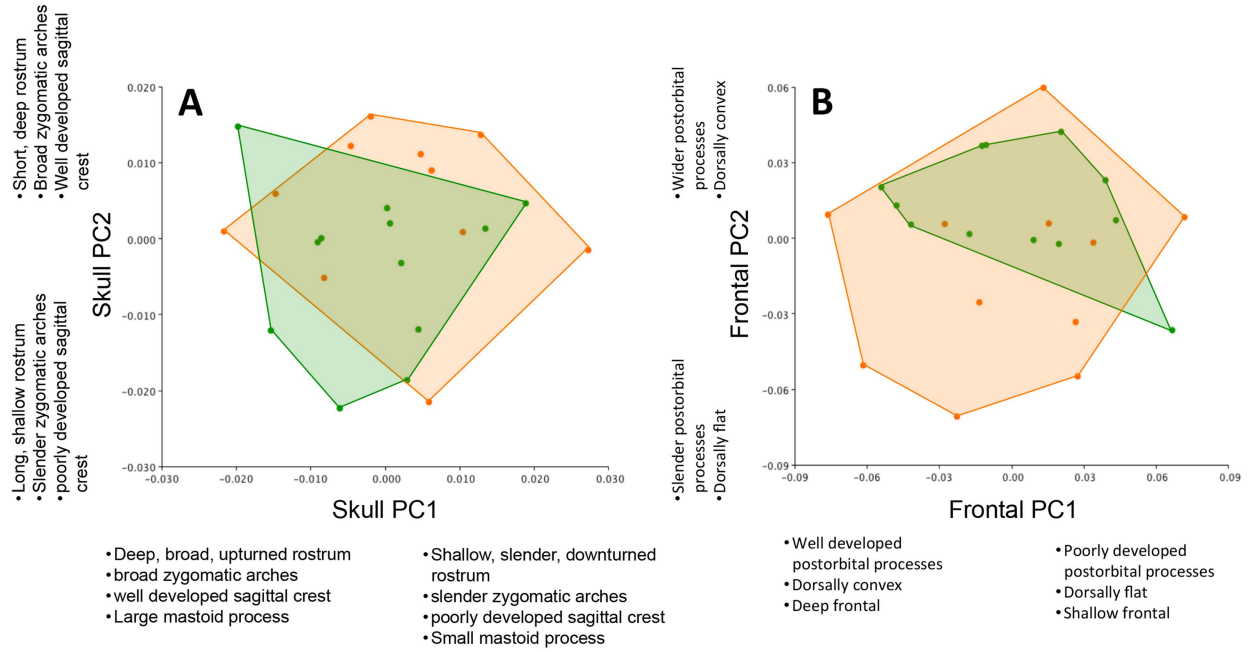 • Short, deep rostrum
• Broad zygomatic arches
• Well developed sagittal
crest
• Long, shallow rostrum
• Slender zygomatic arches
• poorly developed sagittal
crest
Skull PC2
A
0.020
0.010
0.000
−0.010
−0.020
−0.030
−0.030
−0.020
−0.010
0.000
0.010
0.020
0.030
Skull PC1
• Deep, broad, upturned rostrum
• broad zygomatic arches
• well developed sagittal crest
• Large mastoid process
• Shallow, slender, downturned
rostrum
• slender zygomatic arches
• poorly developed sagittal crest
• Small mastoid process
• Wider postorbital
processes
• Dorsally convex
• Slender postorbital
processes
• Dorsally flat
Frontal PC2
B
0.06
0.03
0.00
−0.03
−0.06
−0.09
−0.09
−0.06
−0.03
0.00
0.03
0.06
0.09
Frontal PC1
• Well developed
postorbital processes
• Dorsally convex
• Deep frontal
• Poorly developed
postorbital processes
• Dorsally flat
• Shallow frontal